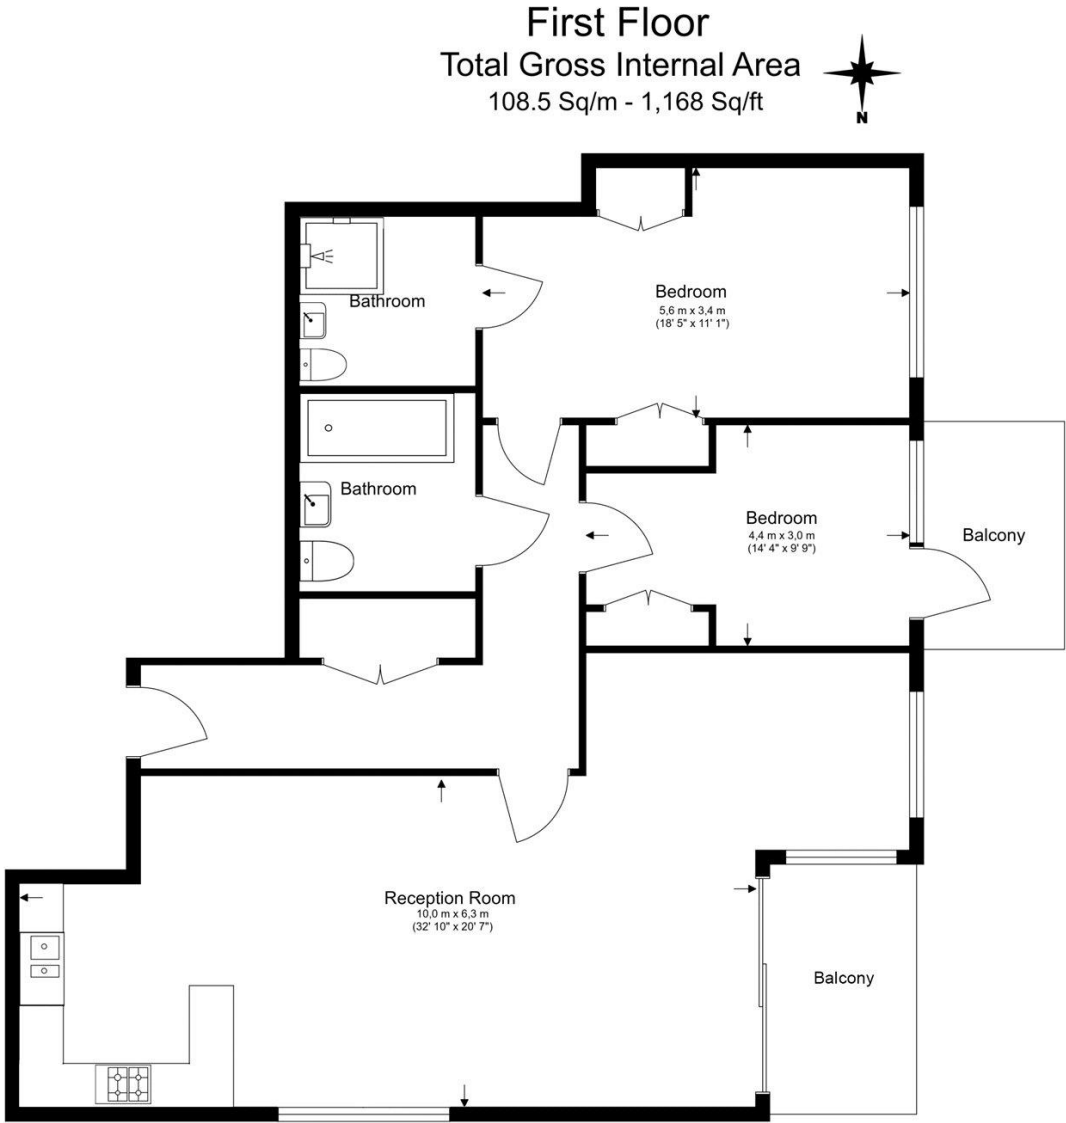 First Floor
Total Gross Internal Area
108.5 Sq/m - 1,168 Sq/ft
N
Bathroom
Bedroom
5,6 m x 3,4 m
(18' 5" x 11' 1")
Bathroom
Bedroom
4,4 m x 3,0 m
(14' 4" x 9' 9")
Balcony
Reception Room
10,0 m x 6,3 m
(32' 10" x 20' 7")
Balcony